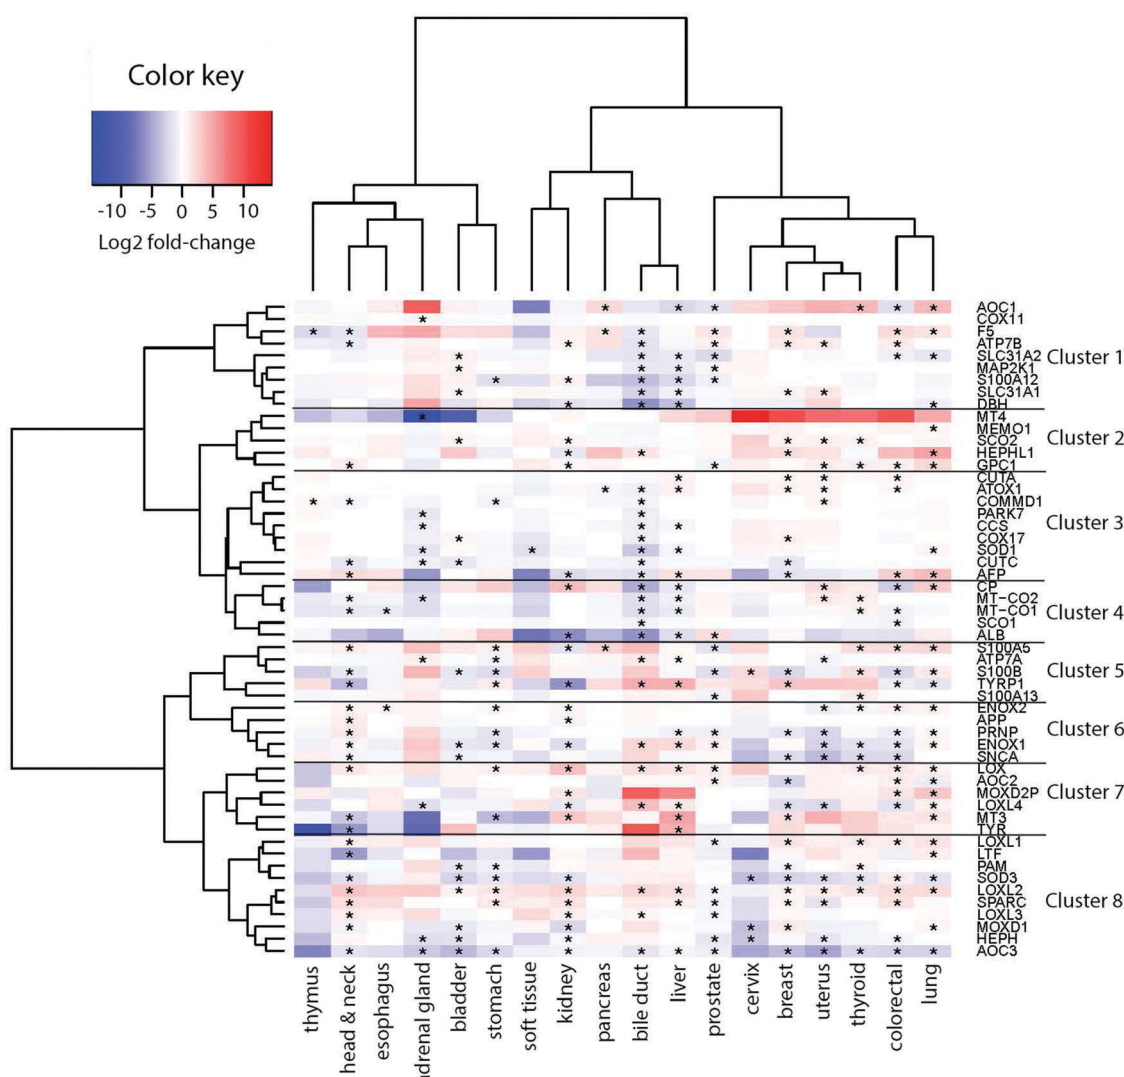 Color key
-10 -5 0 5 10
Log2 fold-change
AOC1
COX11
F5
ATP7B
SLC31A2
MAP2K1
S100A12
SLC31A1
DBH
Cluster 1
MT4
MEMO1
SCO2
HEPHL1
GPC1
Cluster 2
CUTA
ATOX1
COMMD1
PARK7
CCS
COX17
SOD1
CUTC
AFP
Cluster 3
CP
MT-CO2
MT-CO1
SCO1
ALB
Cluster 4
S100A5
ATP7A
S100B
TYRP1
S100A13
Cluster 5
ENOX2
APP
PRNP
ENOX1
SNCA
Cluster 6
LOX
AOC2
MOXD2P
LOXL4
MT3
TYR
Cluster 7
LOXL1
LTF
PAM
SOD3
LOXL2
SPARC
LOXL3
MOXD1
HEPH
AOC3
Cluster 8
thymus
head & neck
esophagus
adrenal gland
bladder
stomach
soft tissue
kidney
pancreas
bile duct
liver
prostate
cervix
breast
uterus
thyroid
colorectal
lung